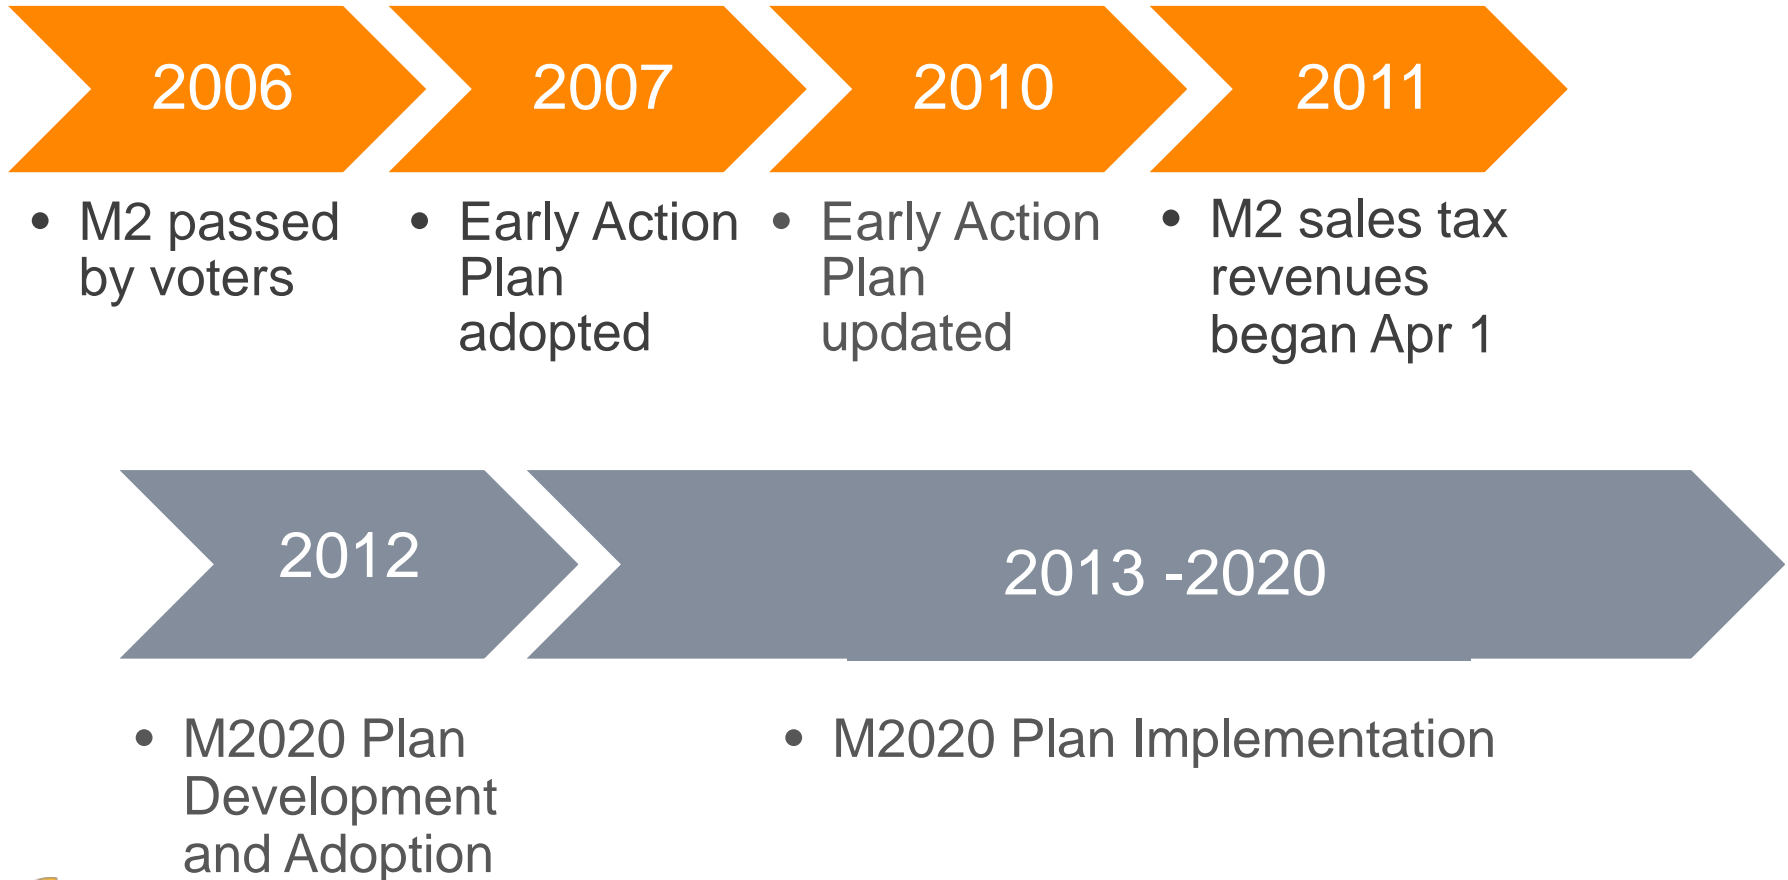 2006
2007
2010
2011
• M2 passed
by voters
• Early Action
Plan
adopted
• Early Action
Plan
updated
• M2 sales tax
revenues
began Apr 1
2012
2013 -2020
• M2020 Plan
Development
and Adoption
• M2020 Plan Implementation